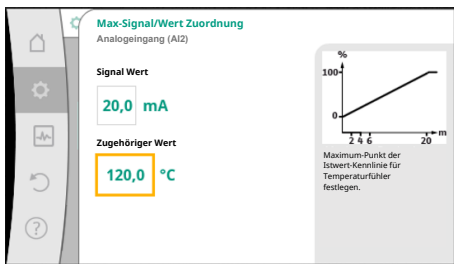 Max-Signal/Wert Zuordnung
Analogeingang (AI2)
Signal Wert
20,0 mA
Zugehöriger Wert
120,0 °C
%
100
0
2 4 6 20 m
Maximum-Punkt der
Istwert-Kennlinie für
Temperaturfühler
festlegen.
?